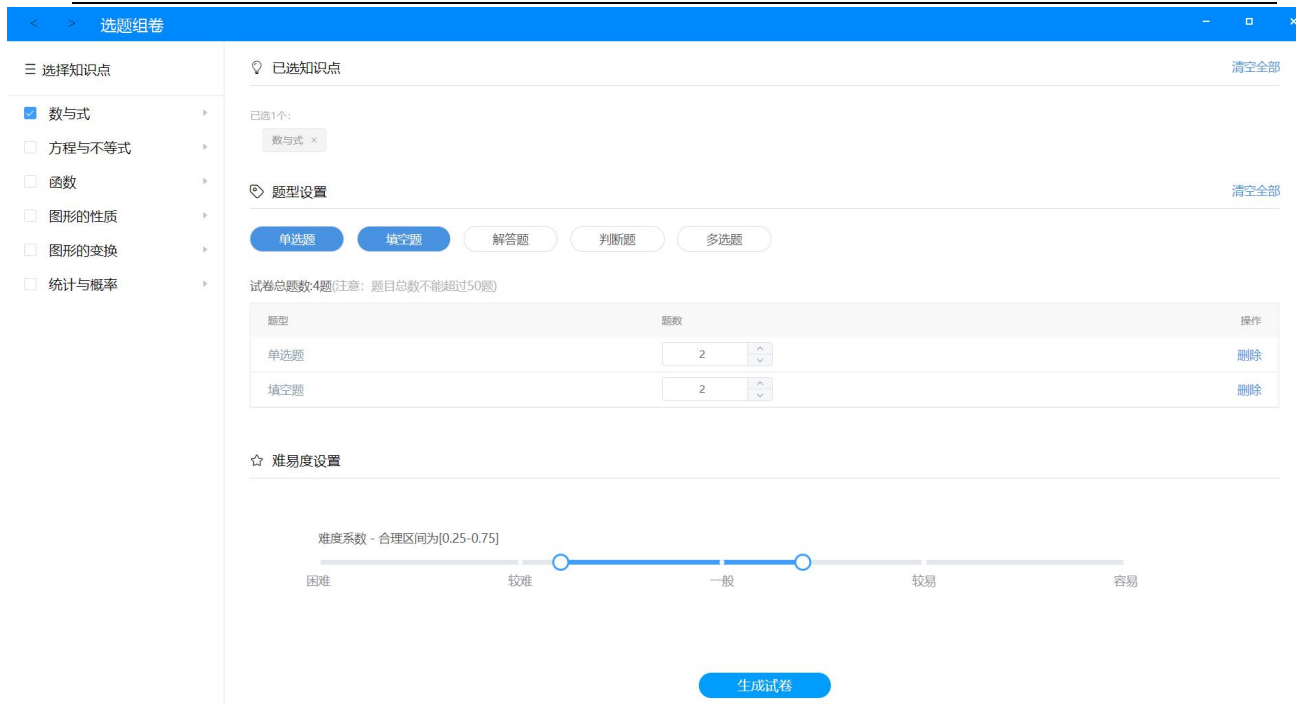 选题组卷
选择知识点
数与式
方程与不等式
函数
图形的性质
图形的变换
统计与概率
已选知识点 清空全部
已选1个:
数与式 ×
题型设置 清空全部
单选题 填空题 解答题 判断题 多选题
试卷总题数:4题(注意：题目总数不能超过50题)
题型 题数 操作
单选题 2 删除
填空题 2 删除
难易度设置
难度系数 - 合理区间为[0.25-0.75]
困难 较难 一般 较易 容易
生成试卷